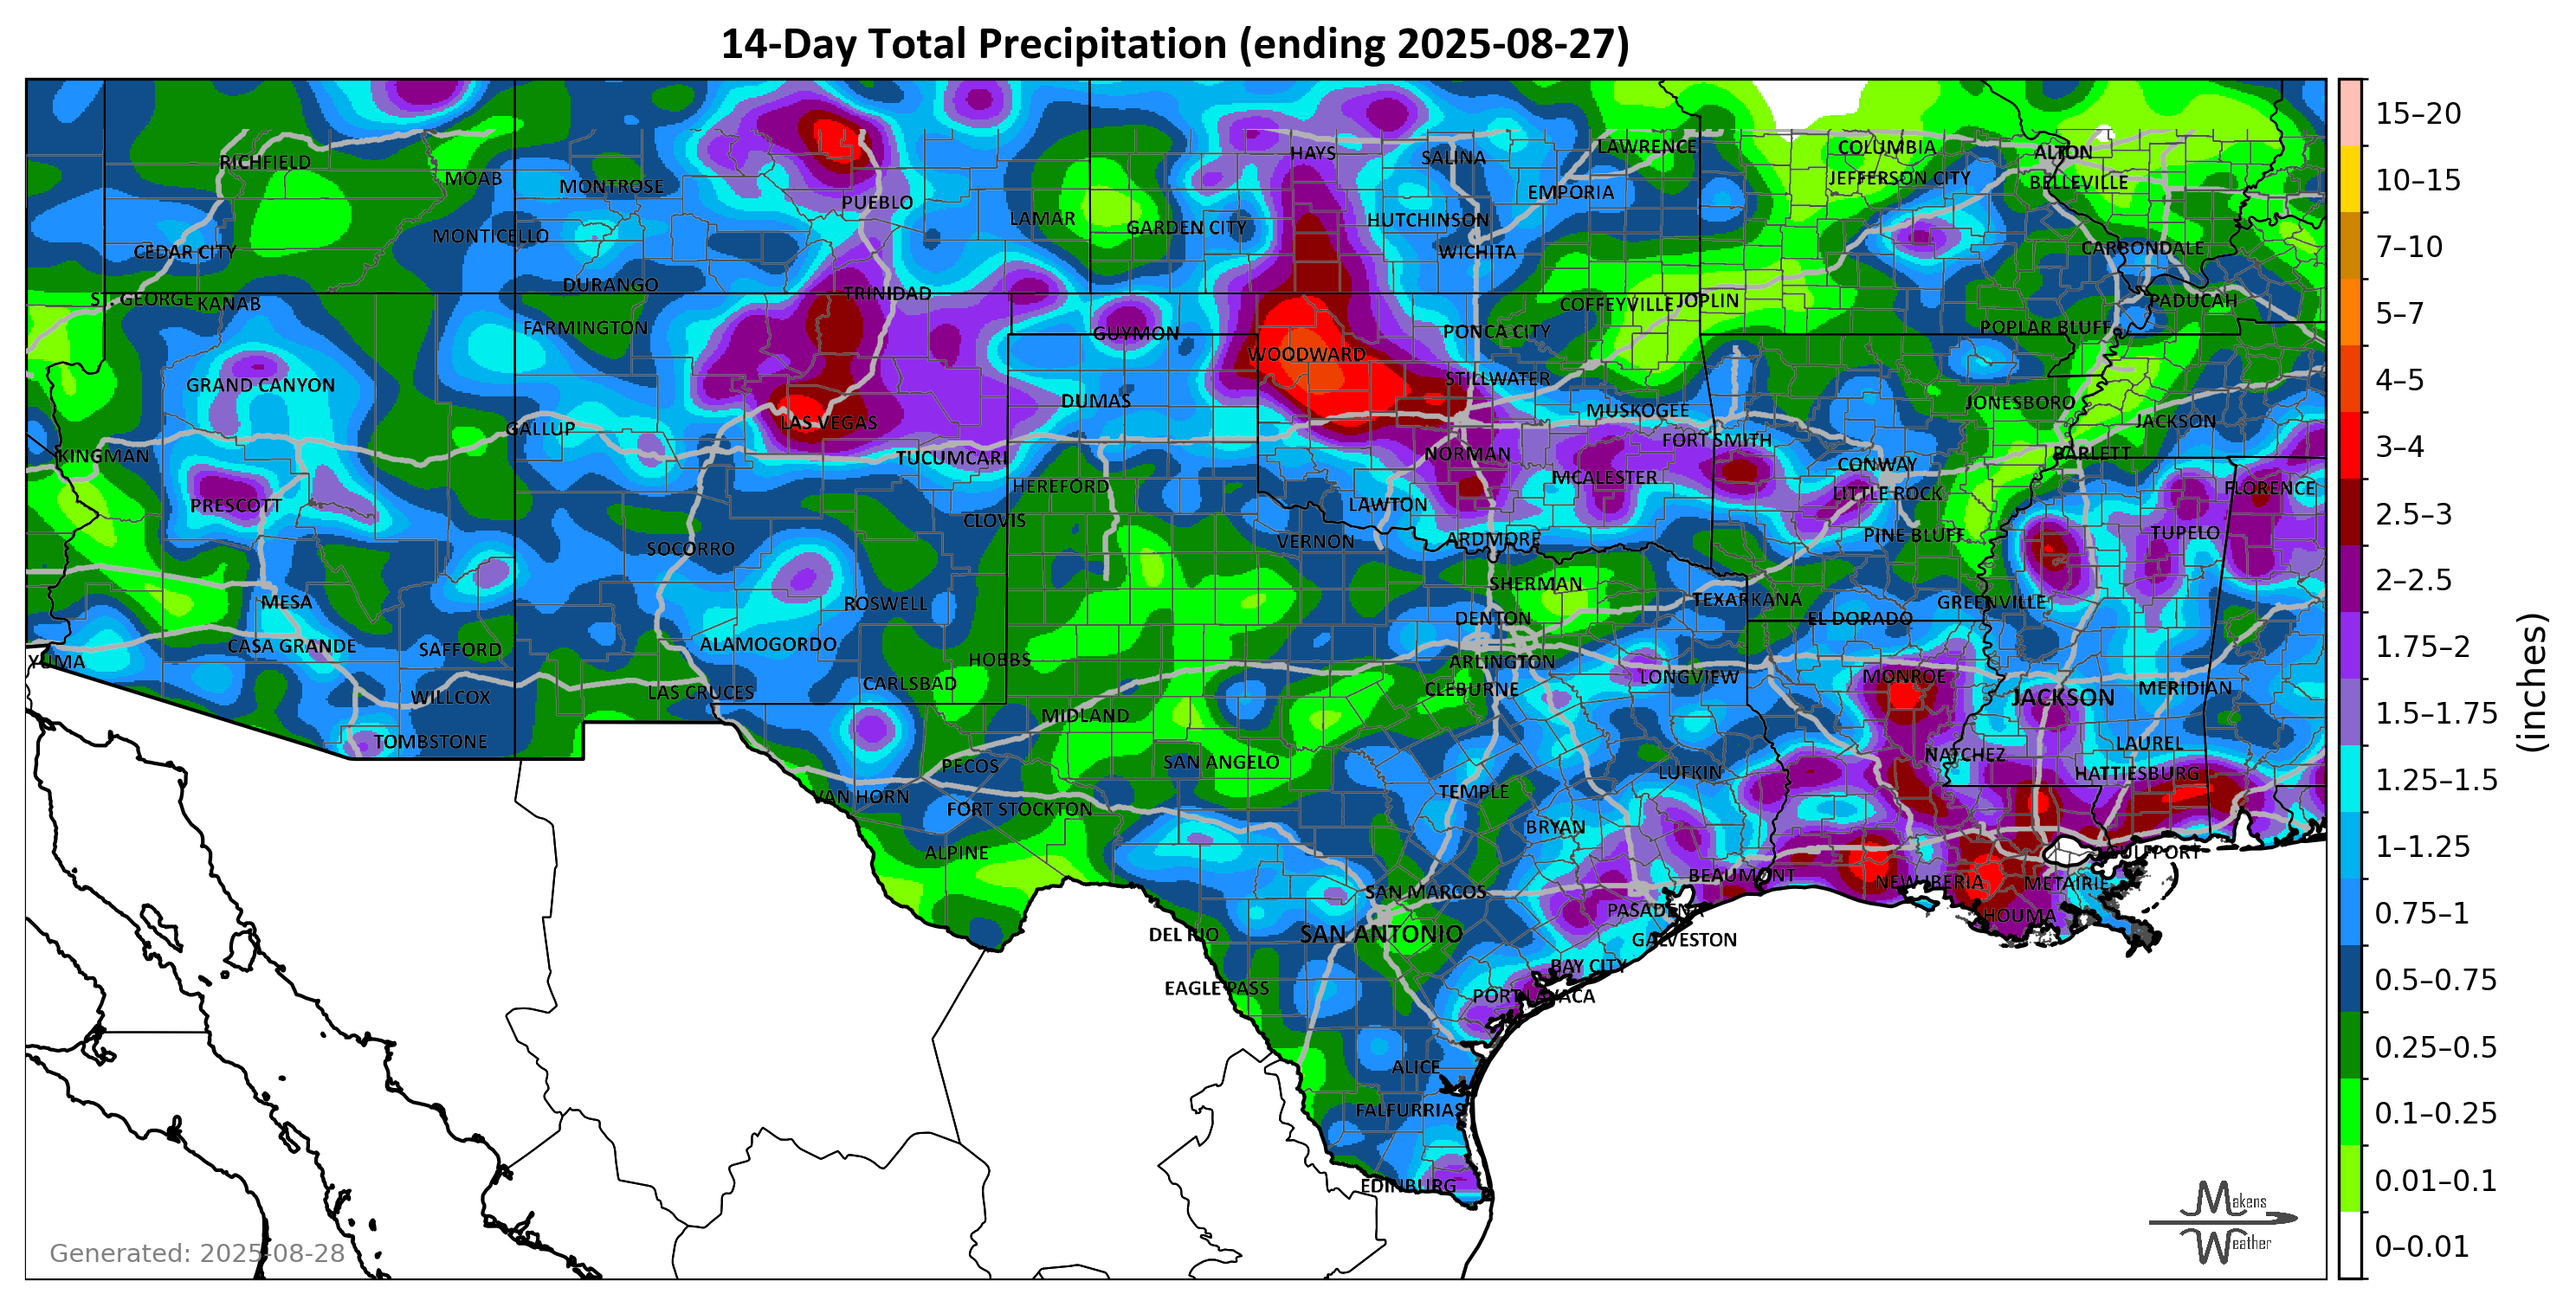 14-Day Total Precipitation (ending 2025-08-27)
HAYS
SALINA
LAWRENCE
COLUMBIA
ALTON
RICHFIELD
MOAB
MONTROSE
PUEBLO
LAMAR
GARDEN CITY
HUTCHINSON
EMPORIA
JEFFERSON CITY
BELLEVILLE
CEDAR CITY
MONTICELLO
WICHITA
CARBONDALE
DURANGO
TRINIDAD
ST. GEORGE
KANAB
COFFEYVILLE
JOPLIN
PADUCAH
FARMINGTON
GUYMON
PONCA CITY
POPLAR BLUFF
WOODWARD
GRAND CANYON
STILLWATER
DUMAS
MUSKOGEE
JONESBORO
JACKSON
GALLUP
LAS VEGAS
KINGMAN
TUCUMCARI
NORMAN
FORT SMITH
BARLETT
CONWAY
PRESCOTT
HEREFORD
LAWTON
MCALESTER
LITTLE ROCK
FLORENCE
CLOVIS
SOCORRO
VERNON
ARDMORE
PINE BLUFF
TUPELO
MESA
ROSWELL
SHERMAN
TEXARKANA
GREENVILLE
DENTON
EL DORADO
CASA GRANDE
SAFFORD
ALAMOGORDO
YUMA
HOBBS
ARLINGTON
WILLCOX
LAS CRUCES
CARLSBAD
CLEBURNE
LONGVIEW
MONROE
JACKSON
MERIDIAN
MIDLAND
TOMBSTONE
PECOS
SAN ANGELO
LUFKIN
NATCHEZ
LAUREL
HATTIESBURG
VAN HORN
FORT STOCKTON
TEMPLE
BRYAN
ALPINE
GULFPORT
SAN MARCOS
BEAUMONT
NEW IBERIA
METAIRIE
DEL RIO
SAN ANTONIO
PASADENA
HOUMA
GALVESTON
EAGLE PASS
BAY CITY
PORT LAVACA
ALICE
FALFURRIAS
EDINBURG
Generated: 2025-08-28
Makens
Weather
15–20
10–15
7–10
5–7
4–5
3–4
2.5–3
2–2.5
1.75–2
1.5–1.75
1.25–1.5
1–1.25
0.75–1
0.5–0.75
0.25–0.5
0.1–0.25
0.01–0.1
0–0.01
(inches)